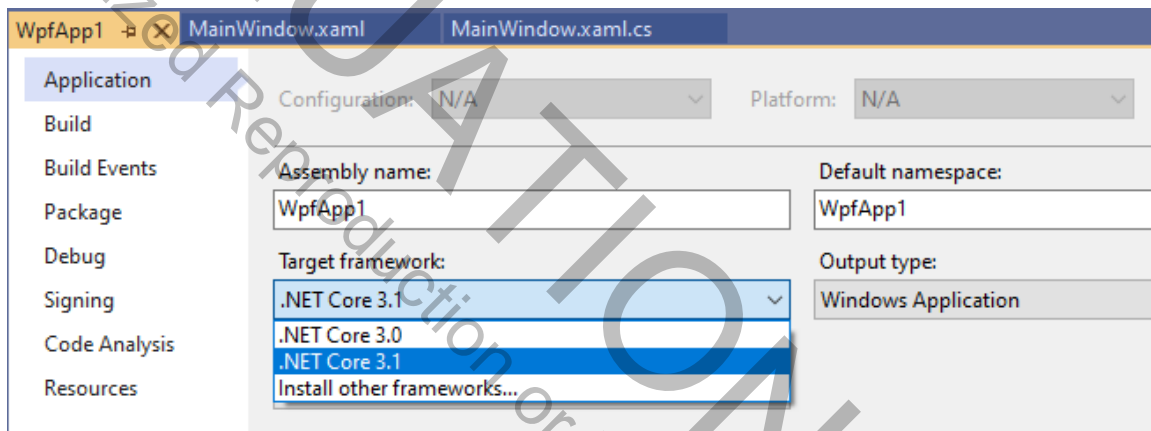 WpfApp1 MainWindow.xaml MainWindow.xaml.cs
Application
Build
Build Events
Package
Debug
Signing
Code Analysis
Resources
Configuration: N/A Platform: N/A
Assembly name: Default namespace:
WpfApp1 WpfApp1
Target framework: Output type:
.NET Core 3.1 Windows Application
.NET Core 3.0
.NET Core 3.1
Install other frameworks...
Reproduction or